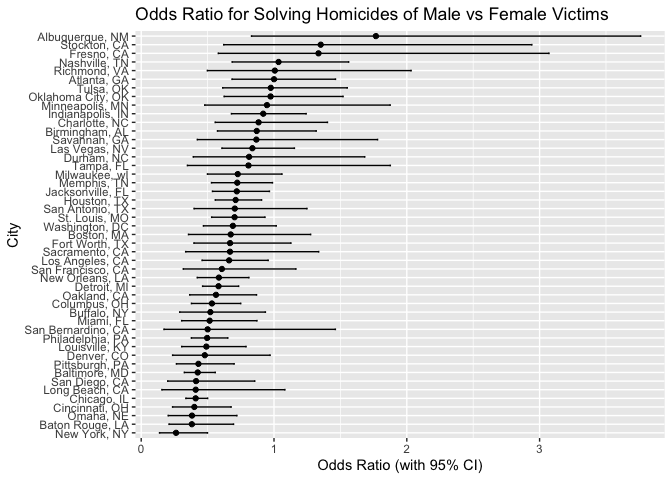 Odds Ratio for Solving Homicides of Male vs Female Victims
Albuquerque, NM
Stockton, CA
Fresno, CA
Nashville, TN
Richmond, VA
Atlanta, GA
Tulsa, OK
Oklahoma City, OK
Minneapolis, MN
Indianapolis, IN
Charlotte, NC
Birmingham, AL
Savannah, GA
Las Vegas, NV
Durham, NC
Tampa, FL
Milwaukee, wI
Memphis, TN
Jacksonville, FL
Houston, TX
San Antonio, TX
St. Louis, MO
Washington, DC
Boston, MA
Fort Worth, TX
Sacramento, CA
Los Angeles, CA
San Francisco, CA
New Orleans, LA
Detroit, MI
Oakland, CA
Columbus, OH
Buffalo, NY
Miami, FL
San Bernardino, CA
Philadelphia, PA
Louisville, KY
Denver, CO
Pittsburgh, PA
Baltimore, MD
San Diego, CA
Long Beach, CA
Chicago, IL
Cincinnati, OH
Omaha, NE
Baton Rouge, LA
New York, NY
City
0 1 2 3
Odds Ratio (with 95% CI)